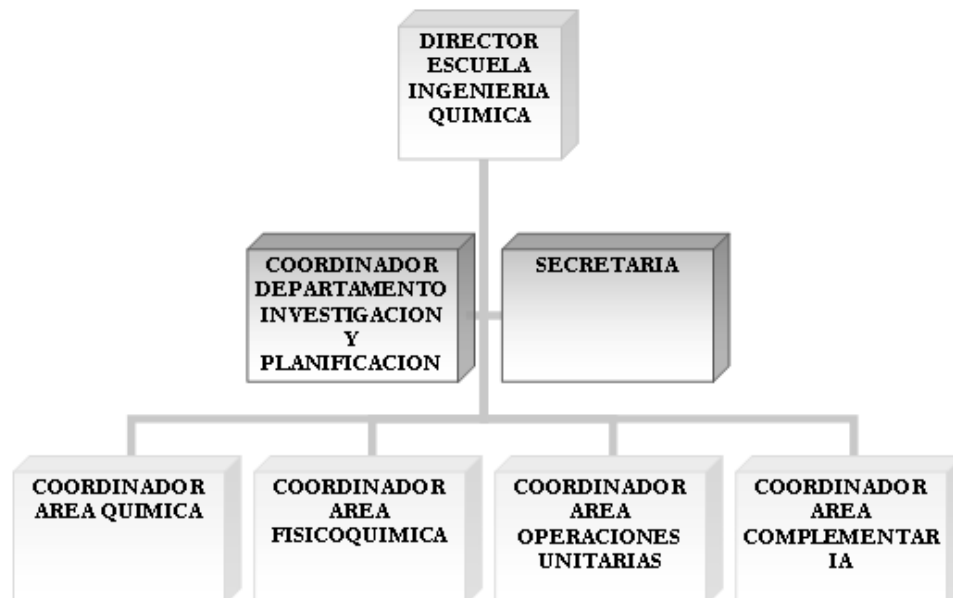 DIRECTOR
ESCUELA
INGENIERIA
QUIMICA
COORDINADOR
DEPARTAMENTO
INVESTIGACION
Y
PLANIFICACION
SECRETARIA
COORDINADOR
AREA QUIMICA
COORDINADOR
AREA
FISICOQUIMICA
COORDINADOR
AREA
OPERACIONES
UNITARIAS
COORDINADOR
AREA
COMPLEMENTAR
IA